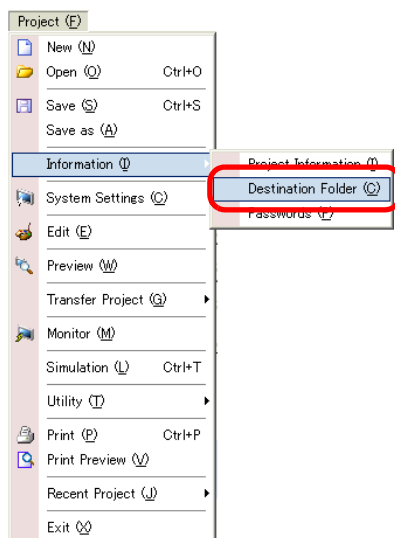 Project (F)
New (N)
Open (O) Ctrl+O
Save (S) Ctrl+S
Save as (A)
Information (I)
Project Information (I)
Destination Folder (C)
Passwords (P)
System Settings (C)
Edit (E)
Preview (W)
Transfer Project (G)
Monitor (M)
Simulation (L) Ctrl+T
Utility (T)
Print (P) Ctrl+P
Print Preview (V)
Recent Project (J)
Exit (X)